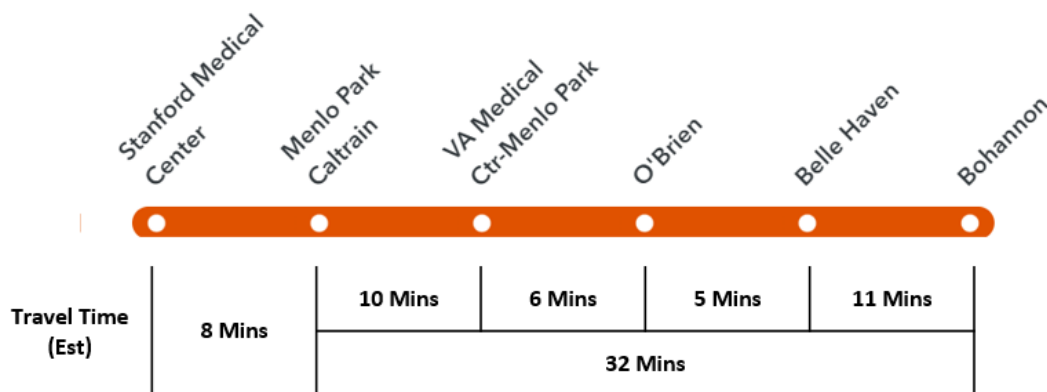 Stanford Medical
Center
Menlo Park
Caltrain
VA Medical
Ctr-Menlo Park
O'Brien
Belle Haven
Bohannon
Travel Time
(Est)
8 Mins
10 Mins
6 Mins
5 Mins
11 Mins
32 Mins